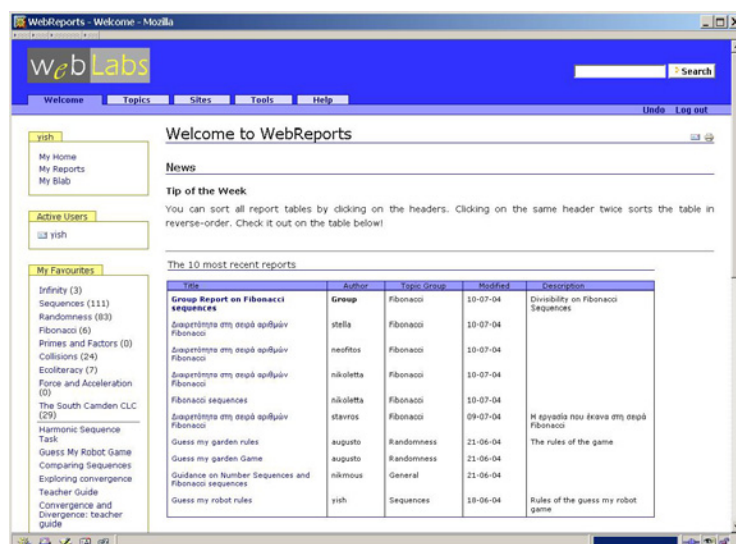 WebReports - Welcome - Mozilla
WebLabs
Search
Welcome Topics Sites Tools Help
Undo Log out
yish
My Home
My Reports
My Blab
Active Users
yish
My Favourites
Infinity (3)
Sequences (111)
Randomness (83)
Fibonacci (6)
Primes and Factors (0)
Collisions (24)
Ecoliteracy (7)
Force and Acceleration
(0)
The South Camden CLC
(29)
Harmonic Sequence
Task
Guess My Robot Game
Comparing Sequences
Exploring convergence
Teacher Guide
Convergence and
Divergence: teacher
guide
Welcome to WebReports
News
Tip of the Week
You can sort all report tables by clicking on the headers. Clicking on the same header twice sorts the table in
reverse-order. Check it out on the table below!
The 10 most recent reports
Title Author Topic Group Modified Description
Group Report on Fibonacci Group Fibonacci 10-07-04 Divisibility on Fibonacci
sequences Sequences
Διαιρετότητα στη σειρά αριθμών stella Fibonacci 10-07-04
Fibonacci
Διαιρετότητα στη σειρά αριθμών neofitos Fibonacci 10-07-04
Fibonacci
Διαιρετότητα στη σειρά αριθμών nikoletta Fibonacci 10-07-04
Fibonacci
Fibonacci sequences nikoletta Fibonacci 10-07-04
Διαιρετότητα στη σειρά αριθμών stavros Fibonacci 09-07-04 Η εργασία που έκανα στη σειρά
Fibonacci Fibonacci
Guess my garden rules augusto Randomness 21-06-04 The rules of the game
Guess my garden Game augusto Randomness 21-06-04
Guidance on Number Sequences and nikmous General 21-06-04
Fibonacci sequences
Guess my robot rules yish Sequences 18-06-04 Rules of the guess my robot
game